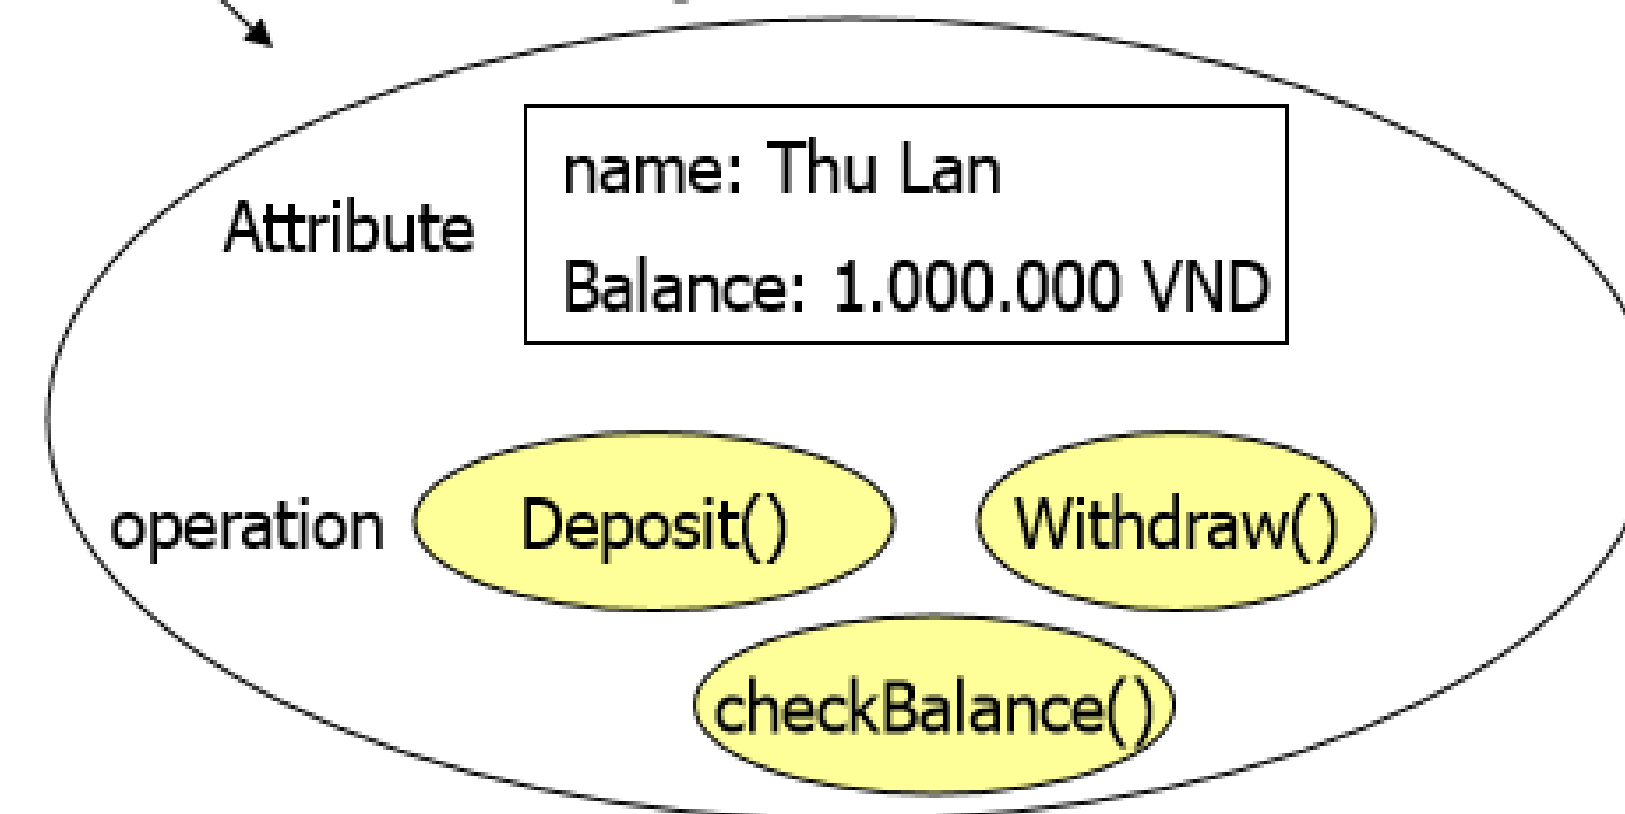 name: Thu Lan
Attribute
Balance: 1.000.000 VND
operation
Deposit()
Withdraw()
checkBalance()